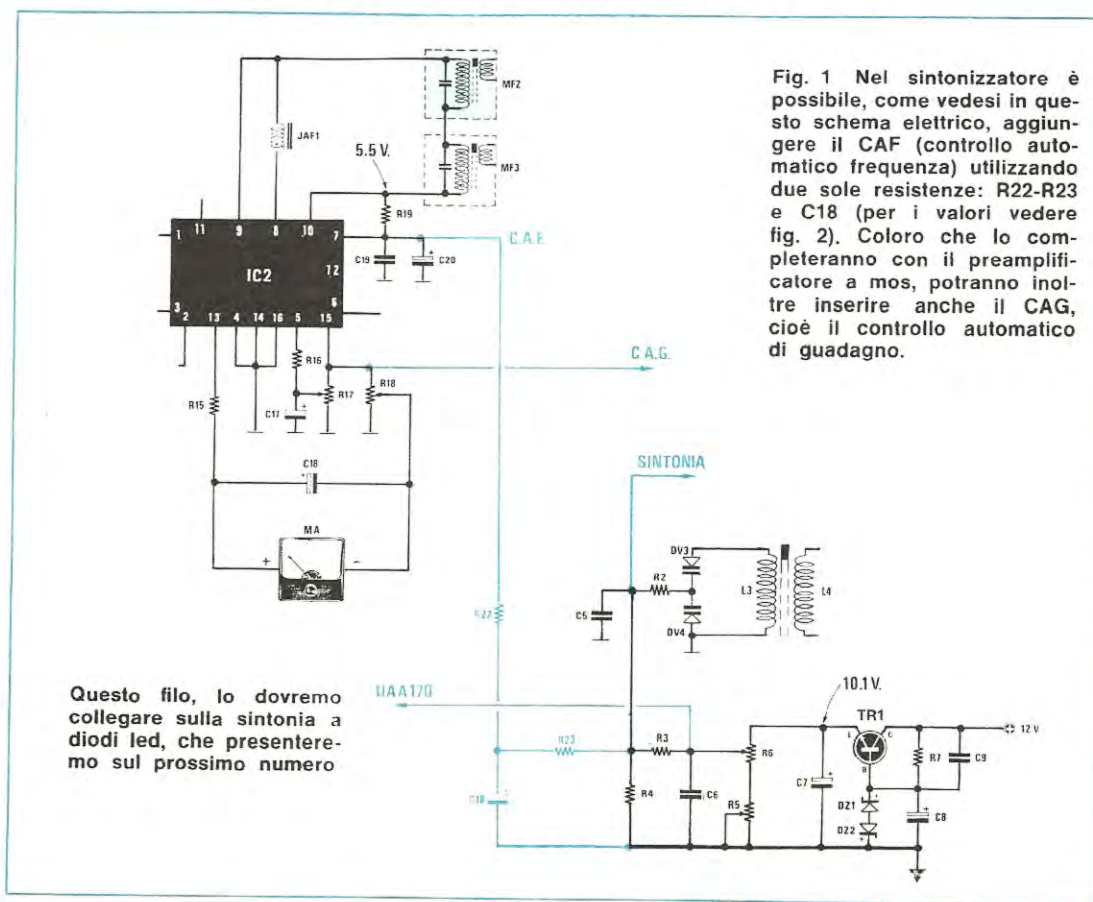 Fig. 1 Nel sintonizzatore è
possibile, come vedesi in que-
sto schema elettrico, aggiun-
gere il CAF (controllo auto-
matico frequenza) utilizzando
due sole resistenze: R22-R23
e C18 (per i valori vedere
fig. 2). Coloro che lo com-
pleteranno con il preamplifi-
catore a mos, potranno inol-
tre inserire anche il CAG,
cioè il controllo automatico
di guadagno.
MF2
JAF1
5.5 V.
MF3
R19
11 9 8 10
1 7
C.A.F.
C19 C20
12
IC2
3 6
2 13 4 14 16 5 15
C.A.G.
R16
R15 R17 R18
C17
C18
MA
+ -
SINTONIA
DV3
R2
C5 L3 L4
R22
DV4
Questo filo, lo dovremo
collegare sulla sintonia a
diodi led, che presentere-
mo sul prossimo numero
UAA170
10.1 V.
TR1
E C
B
12 V
R23 R3 R6
C7 R7 C9
C18 R4 C6 R5
DZ1
DZ2
C8